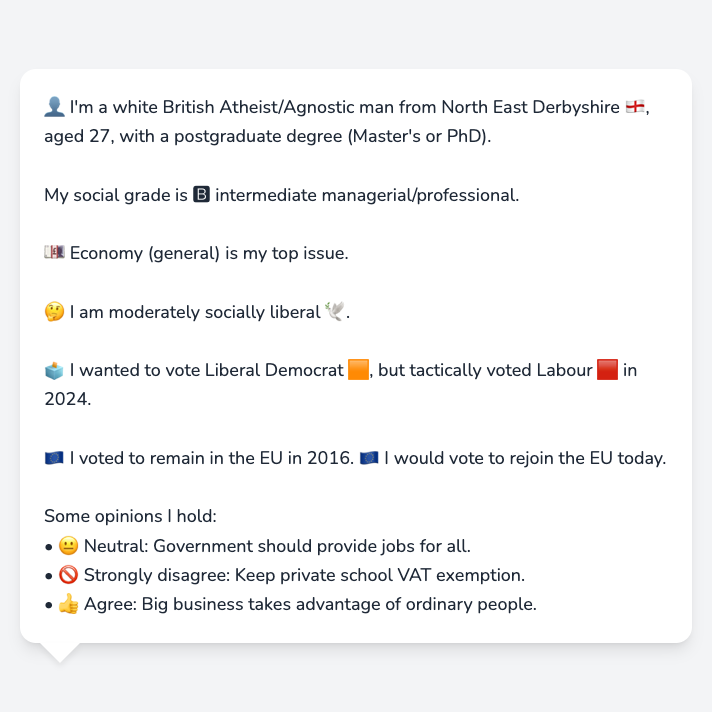 👤 I'm a white British Atheist/Agnostic man from North East Derbyshire 🏴󠁧󠁢󠁥󠁮󠁧󠁿,
aged 27, with a postgraduate degree (Master's or PhD).
My social grade is 🅱 intermediate managerial/professional.
💷 Economy (general) is my top issue.
🤔 I am moderately socially liberal 🕊️.
🗳️ I wanted to vote Liberal Democrat 🟧, but tactically voted Labour 🟥 in
2024.
🇪🇺 I voted to remain in the EU in 2016. 🇪🇺 I would vote to rejoin the EU today.
Some opinions I hold:
• 😐 Neutral: Government should provide jobs for all.
• 🚫 Strongly disagree: Keep private school VAT exemption.
• 👍 Agree: Big business takes advantage of ordinary people.